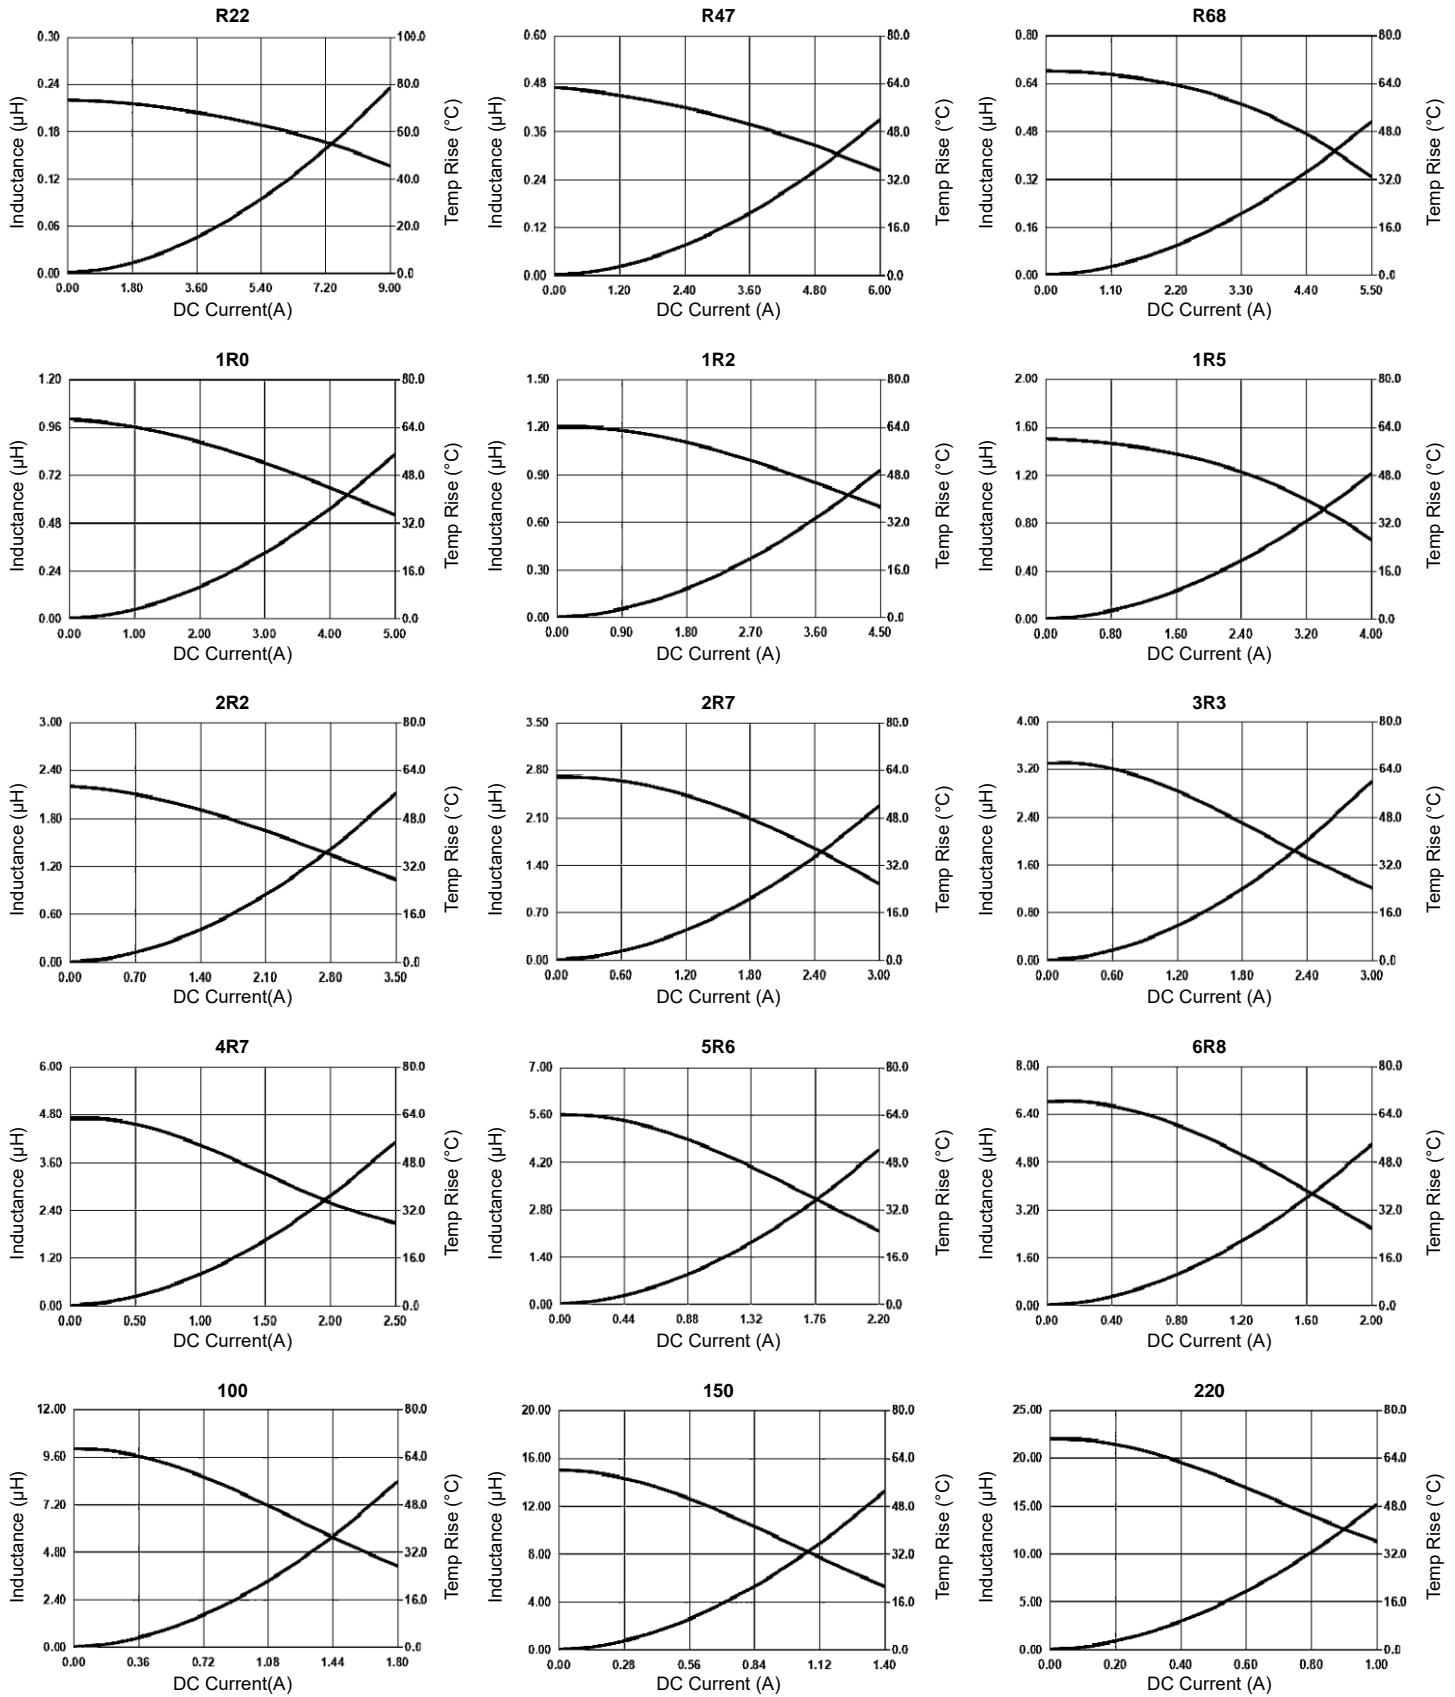 R22
0.30
0.24
0.18
0.12
0.06
0.00
100.0
80.0
60.0
40.0
20.0
0.0
0.00 1.80 3.60 5.40 7.20 9.00
Inductance (μH)
Temp Rise (°C)
DC Current(A)
R47
0.60
0.48
0.36
0.24
0.12
0.00
80.0
64.0
48.0
32.0
16.0
0.0
0.00 1.20 2.40 3.60 4.80 6.00
Inductance (μH)
Temp Rise (°C)
DC Current (A)
R68
0.80
0.64
0.48
0.32
0.16
0.00
80.0
64.0
48.0
32.0
16.0
0.0
0.00 1.10 2.20 3.30 4.40 5.50
Inductance (μH)
Temp Rise (°C)
DC Current (A)
1R0
1.20
0.96
0.72
0.48
0.24
0.00
80.0
64.0
48.0
32.0
16.0
0.0
0.00 1.00 2.00 3.00 4.00 5.00
Inductance (μH)
Temp Rise (°C)
DC Current(A)
1R2
1.50
1.20
0.90
0.60
0.30
0.00
80.0
64.0
48.0
32.0
16.0
0.0
0.00 0.90 1.80 2.70 3.60 4.50
Inductance (μH)
Temp Rise (°C)
DC Current (A)
1R5
2.00
1.60
1.20
0.80
0.40
0.00
80.0
64.0
48.0
32.0
16.0
0.0
0.00 0.80 1.60 2.40 3.20 4.00
Inductance (μH)
Temp Rise (°C)
DC Current (A)
2R2
3.00
2.40
1.80
1.20
0.60
0.00
80.0
64.0
48.0
32.0
16.0
0.0
0.00 0.70 1.40 2.10 2.80 3.50
Inductance (μH)
Temp Rise (°C)
DC Current(A)
2R7
3.50
2.80
2.10
1.40
0.70
0.00
80.0
64.0
48.0
32.0
16.0
0.0
0.00 0.60 1.20 1.80 2.40 3.00
Inductance (μH)
Temp Rise (°C)
DC Current (A)
3R3
4.00
3.20
2.40
1.60
0.80
0.00
80.0
64.0
48.0
32.0
16.0
0.0
0.00 0.60 1.20 1.80 2.40 3.00
Inductance (μH)
Temp Rise (°C)
DC Current (A)
4R7
6.00
4.80
3.60
2.40
1.20
0.00
80.0
64.0
48.0
32.0
16.0
0.0
0.00 0.50 1.00 1.50 2.00 2.50
Inductance (μH)
Temp Rise (°C)
DC Current(A)
5R6
7.00
5.60
4.20
2.80
1.40
0.00
80.0
64.0
48.0
32.0
16.0
0.0
0.00 0.44 0.88 1.32 1.76 2.20
Inductance (μH)
Temp Rise (°C)
DC Current (A)
6R8
8.00
6.40
4.80
3.20
1.60
0.00
80.0
64.0
48.0
32.0
16.0
0.0
0.00 0.40 0.80 1.20 1.60 2.00
Inductance (μH)
Temp Rise (°C)
DC Current (A)
100
12.00
9.60
7.20
4.80
2.40
0.00
80.0
64.0
48.0
32.0
16.0
0.0
0.00 0.36 0.72 1.08 1.44 1.80
Inductance (μH)
Temp Rise (°C)
DC Current(A)
150
20.00
16.00
12.00
8.00
4.00
0.00
80.0
64.0
48.0
32.0
16.0
0.0
0.00 0.28 0.56 0.84 1.12 1.40
Inductance (μH)
Temp Rise (°C)
DC Current (A)
220
25.00
20.00
15.00
10.00
5.00
0.00
80.0
64.0
48.0
32.0
16.0
0.0
0.00 0.20 0.40 0.60 0.80 1.00
Inductance (μH)
Temp Rise (°C)
DC Current (A)